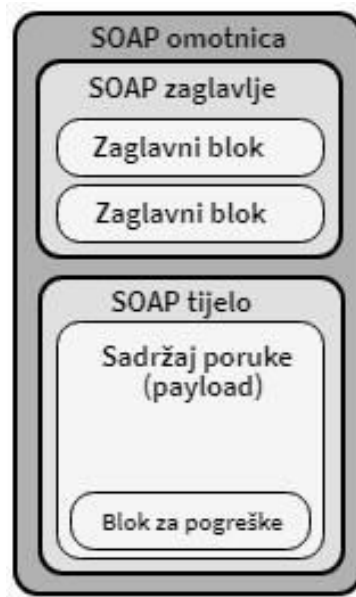 SOAP omotnica
SOAP zaglavlje
Zaglavni blok
Zaglavni blok
SOAP tijelo
Sadržaj poruke
(payload)
Blok za pogreške